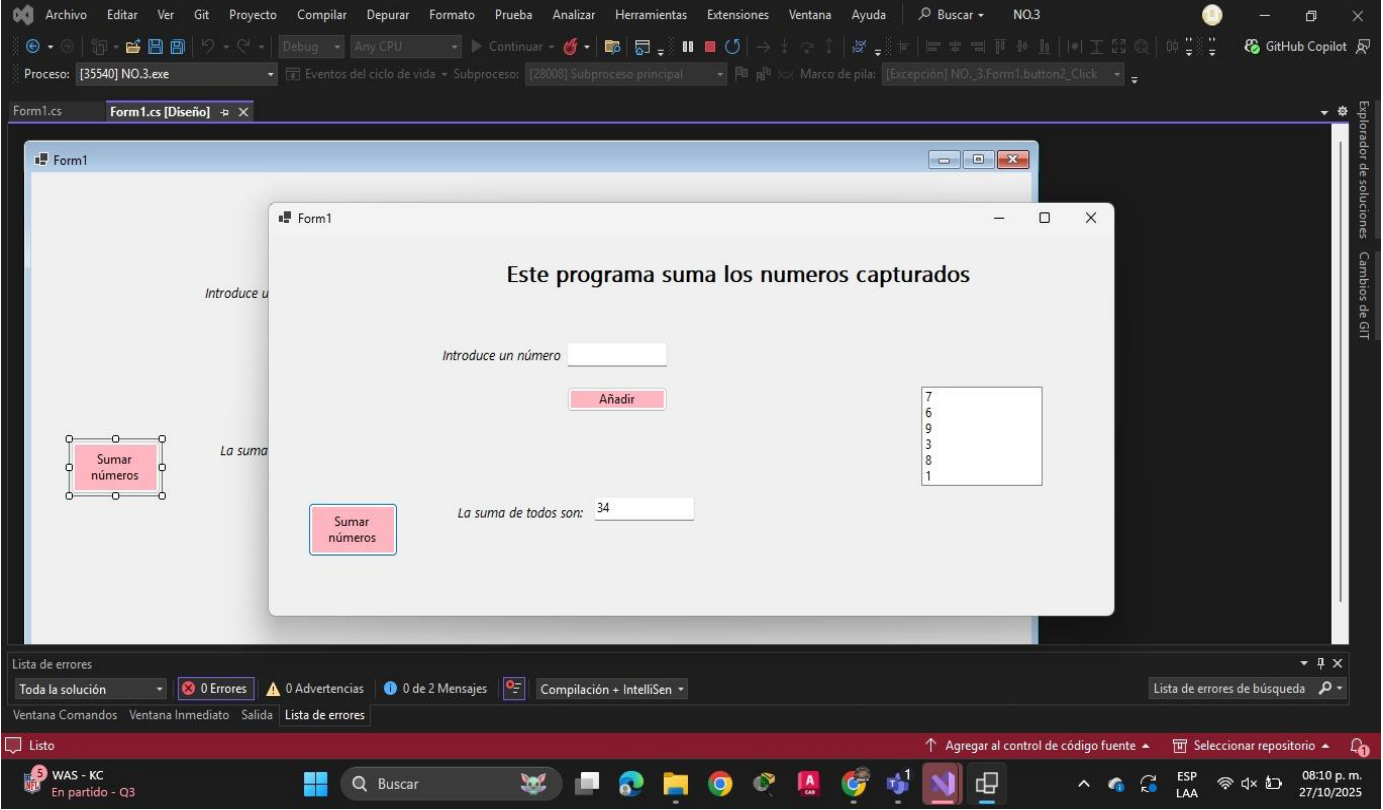 Archivo Editar Ver Git Proyecto Compilar Depurar Formato Prueba Analizar Herramientas Extensiones Ventana Ayuda Buscar NO.3
Debug Any CPU Continuar GitHub Copilot
Proceso: [35540] NO.3.exe Eventos del ciclo de vida Subproceso: [28008] Subproceso principal Marco de pila: [Excepción] NO._3.Form1.button2_Click
Form1.cs Form1.cs [Diseño]
Explorador de soluciones
Cambios de GIT
Form1
Introduce u
La suma
Sumar
números
Form1
Este programa suma los numeros capturados
Introduce un número
Añadir
7
6
9
3
8
1
La suma de todos son: 34
Sumar
números
Lista de errores
Toda la solución 0 Errores 0 Advertencias 0 de 2 Mensajes Compilación + IntelliSen Lista de errores de búsqueda
Ventana Comandos Ventana Inmediato Salida Lista de errores
Listo Agregar al control de código fuente Seleccionar repositorio 1
5 WAS - KC
En partido - Q3
Buscar
1
ESP
LAA
08:10 p. m.
27/10/2025